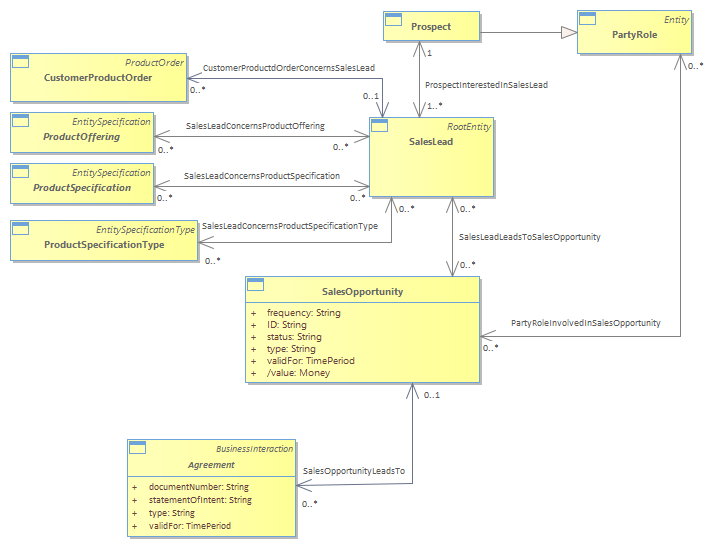 Prospect
Entity
PartyRole
ProductOrder
CustomerProductOrder
CustomerProductdOrderConcernsSalesLead
0..*
0..1
1
ProspectInterestedInSalesLead
1..*
0..*
EntitySpecification
ProductOffering
SalesLeadConcernsProductOffering
0..*
0..*
RootEntity
SalesLead
EntitySpecification
ProductSpecification
SalesLeadConcernsProductSpecification
0..*
0..*
EntitySpecificationType
ProductSpecificationType
SalesLeadConcernsProductSpecificationType
0..*
0..*
0..*
SalesLeadLeadsToSalesOpportunity
0..*
SalesOpportunity
+ frequency: String
+ ID: String
+ status: String
+ type: String
+ validFor: TimePeriod
+ /value: Money
PartyRoleInvolvedInSalesOpportunity
0..*
0..1
BusinessInteraction
Agreement
+ documentNumber: String
+ statementOfIntent: String
+ type: String
+ validFor: TimePeriod
SalesOpportunityLeadsTo
0..*